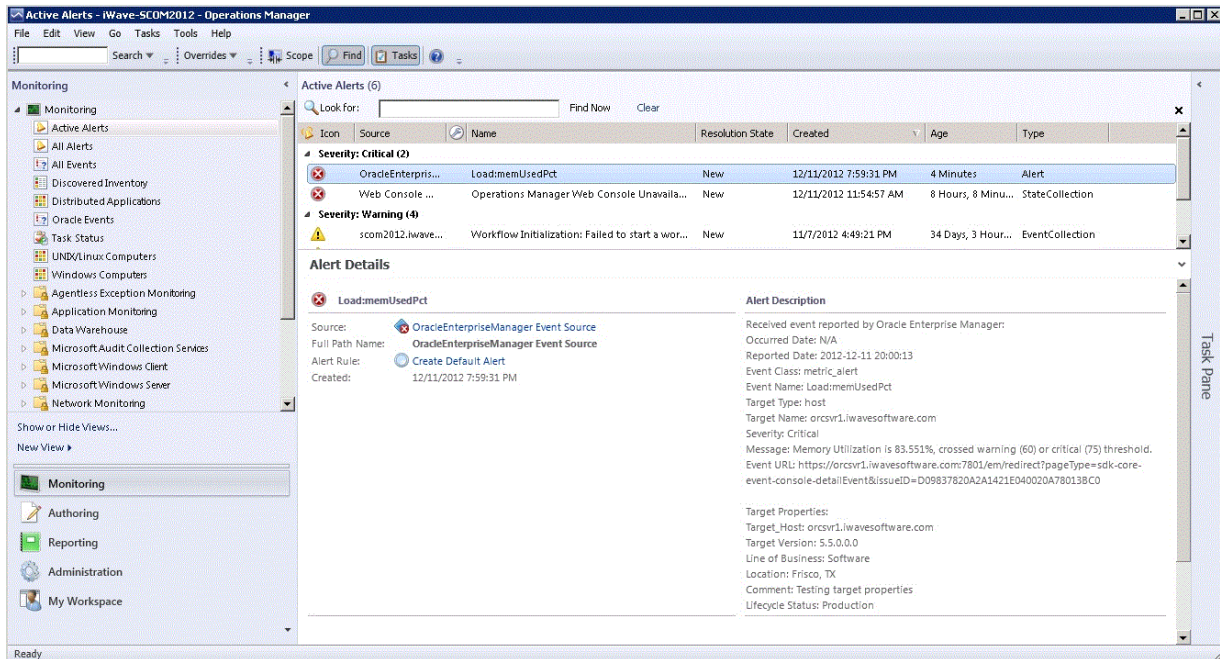 Active Alerts - iWave-SCOM2012 - Operations Manager
File Edit View Go Tasks Tools Help
Search Overrides Scope Find Tasks
Monitoring
Monitoring
Active Alerts
All Alerts
All Events
Discovered Inventory
Distributed Applications
Oracle Events
Task Status
UNIX/Linux Computers
Windows Computers
Agentless Exception Monitoring
Application Monitoring
Data Warehouse
Microsoft Audit Collection Services
Microsoft Windows Client
Microsoft Windows Server
Network Monitoring
Show or Hide Views...
New View
Monitoring
Authoring
Reporting
Administration
My Workspace
Active Alerts (6)
Look for: Find Now Clear
Icon Source Name Resolution State Created Age Type
Severity: Critical (2)
OracleEnterpris... Load:memUsedPct New 12/11/2012 7:59:31 PM 4 Minutes Alert
Web Console ... Operations Manager Web Console Unavaila... New 12/11/2012 11:54:57 AM 8 Hours, 8 Minu... StateCollection
Severity: Warning (4)
scom2012.iwave... Workflow Initialization: Failed to start a wor... New 11/7/2012 4:49:21 PM 34 Days, 3 Hour... EventCollection
Alert Details
Load:memUsedPct
Source: OracleEnterpriseManager Event Source
Full Path Name: OracleEnterpriseManager Event Source
Alert Rule: Create Default Alert
Created: 12/11/2012 7:59:31 PM
Alert Description
Received event reported by Oracle Enterprise Manager:
Occurred Date: N/A
Reported Date: 2012-12-11 20:00:13
Event Class: metric_alert
Event Name: Load:memUsedPct
Target Type: host
Target Name: orcsvr1.iwavesoftware.com
Severity: Critical
Message: Memory Utilization is 83.551%, crossed warning (60) or critical (75) threshold.
Event URL: https://orcsvr1.iwavesoftware.com:7801/em/redirect?pageType=sdk-core-
event-console-detailEvent&issueID=D09837820A2A1421E040020A78013BC0
Target Properties:
Target_Host: orcsvr1.iwavesoftware.com
Target Version: 5.5.0.0.0
Line of Business: Software
Location: Frisco, TX
Comment: Testing target properties
Lifecycle Status: Production
Task Pane
Ready